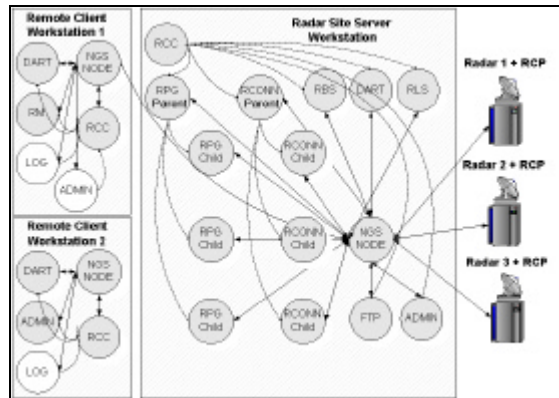 Remote Client
Workstation 1
DART
NGS
NODE
RM
RCC
LOG
ADMIN
Remote Client
Workstation 2
DART
NGS
NODE
ADMIN
RCC
LOG
Radar Site Server
Workstation
RCC
RPG
Parent
RCONN
Parent
RBS
DART
RLS
RPG
Child
RCONN
Child
RPG
Child
RCONN
Child
NGS
NODE
RPG
Child
RCONN
Child
FTP
ADMIN
Radar 1 + RCP
Radar 2 + RCP
Radar 3 + RCP